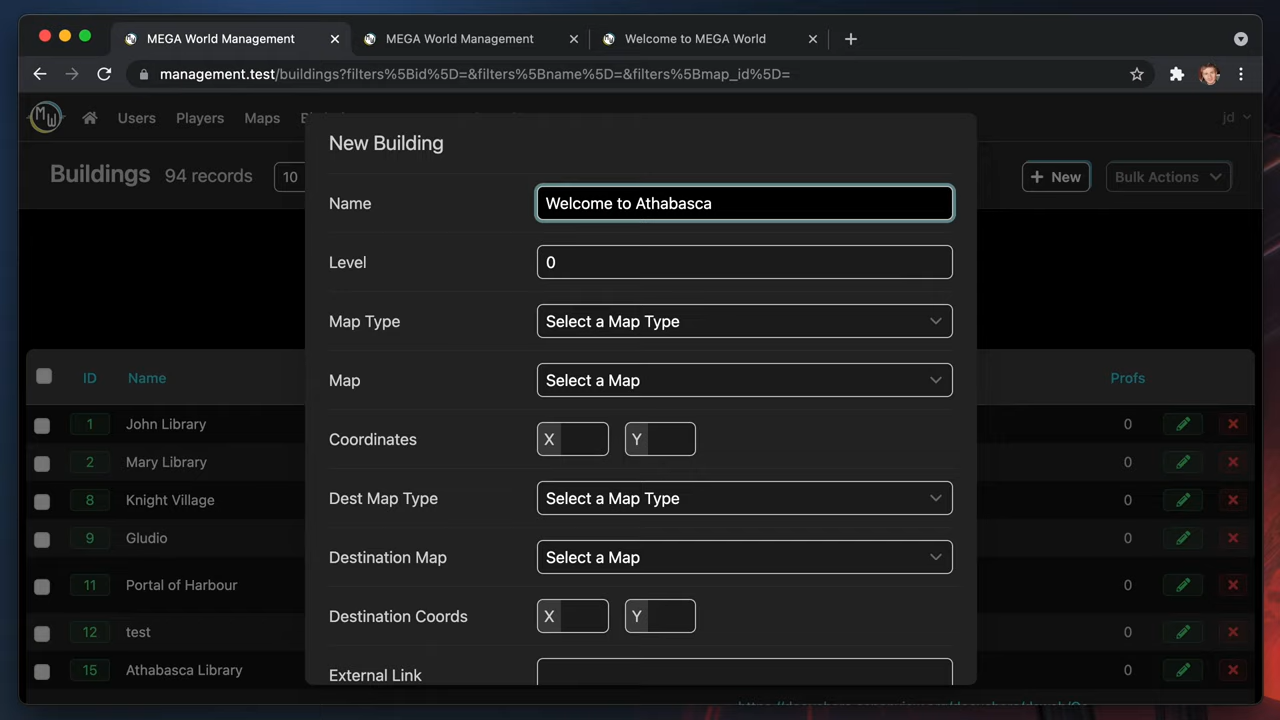 MEGA World Management
MEGA World Management
Welcome to MEGA World
management.test/buildings?filters%5Bid%5D=&filters%5Bname%5D=&filters%5Bmap_id%5D=
MW
Users
Players
Maps
jd
Buildings
94 records
10
+ New
Bulk Actions
New Building
Name
Welcome to Athabasca
Level
0
Map Type
Select a Map Type
Map
Select a Map
Coordinates
X
Y
Dest Map Type
Select a Map Type
Destination Map
Select a Map
Destination Coords
X
Y
External Link
ID
Name
Profs
1
John Library
0
2
Mary Library
0
8
Knight Village
0
9
Gludio
0
11
Portal of Harbour
0
12
test
0
15
Athabasca Library
0